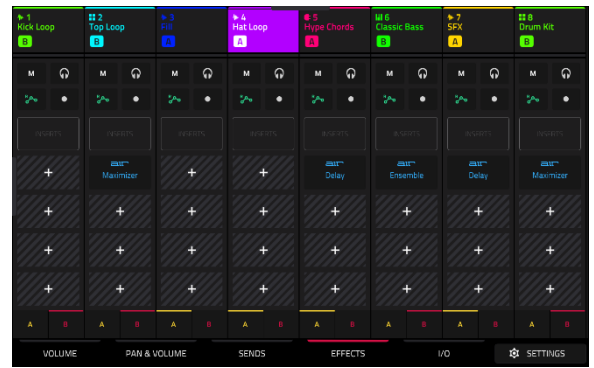 1
Kick Loop
B
2
Top Loop
B
3
Fill
A
4
Hat Loop
A
5
Hype Chords
A
6
Classic Bass
B
7
SFX
A
8
Drum Kit
B
M M M M M M M M
INSERTS INSERTS INSERTS INSERTS INSERTS INSERTS INSERTS INSERTS
+ + + +
AIR
Maximizer
AIR
Delay
AIR
Ensemble
AIR
Delay
AIR
Maximizer
+ + + + + + + +
+ + + + + + + +
+ + + + + + + +
A B A B A B A B A B A B A B A B
VOLUME PAN & VOLUME SENDS EFFECTS I/O SETTINGS